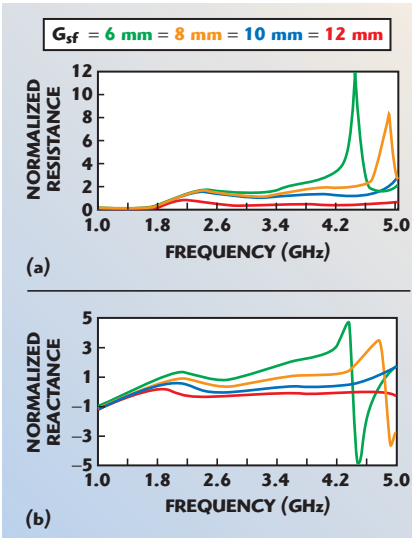 Gsf = 6 mm = 8 mm = 10 mm = 12 mm
NORMALIZED
RESISTANCE
12
10
8
6
4
2
0
1.0 1.8 2.6 3.4 4.2 5.0
FREQUENCY (GHz)
(a)
NORMALIZED
REACTANCE
5
3
1
−1
−3
−5
1.0 1.8 2.6 3.4 4.2 5.0
FREQUENCY (GHz)
(b)